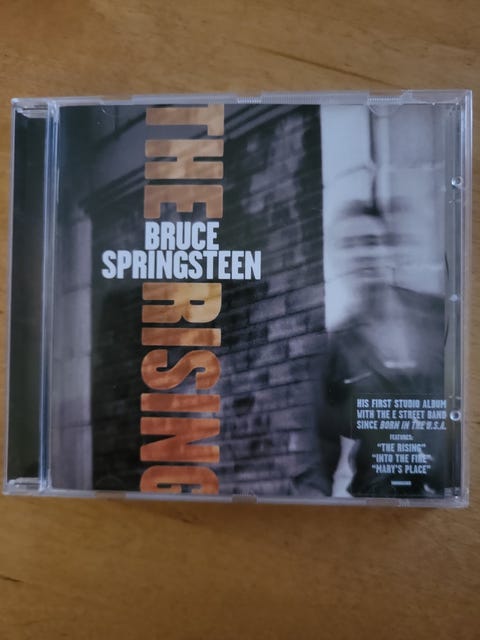 THE RISING
BRUCE
SPRINGSTEEN
HIS FIRST STUDIO ALBUM
WITH THE E STREET BAND
SINCE BORN IN THE U.S.A.
FEATURES:
"THE RISING"
"INTO THE FIRE"
"MARY'S PLACE"